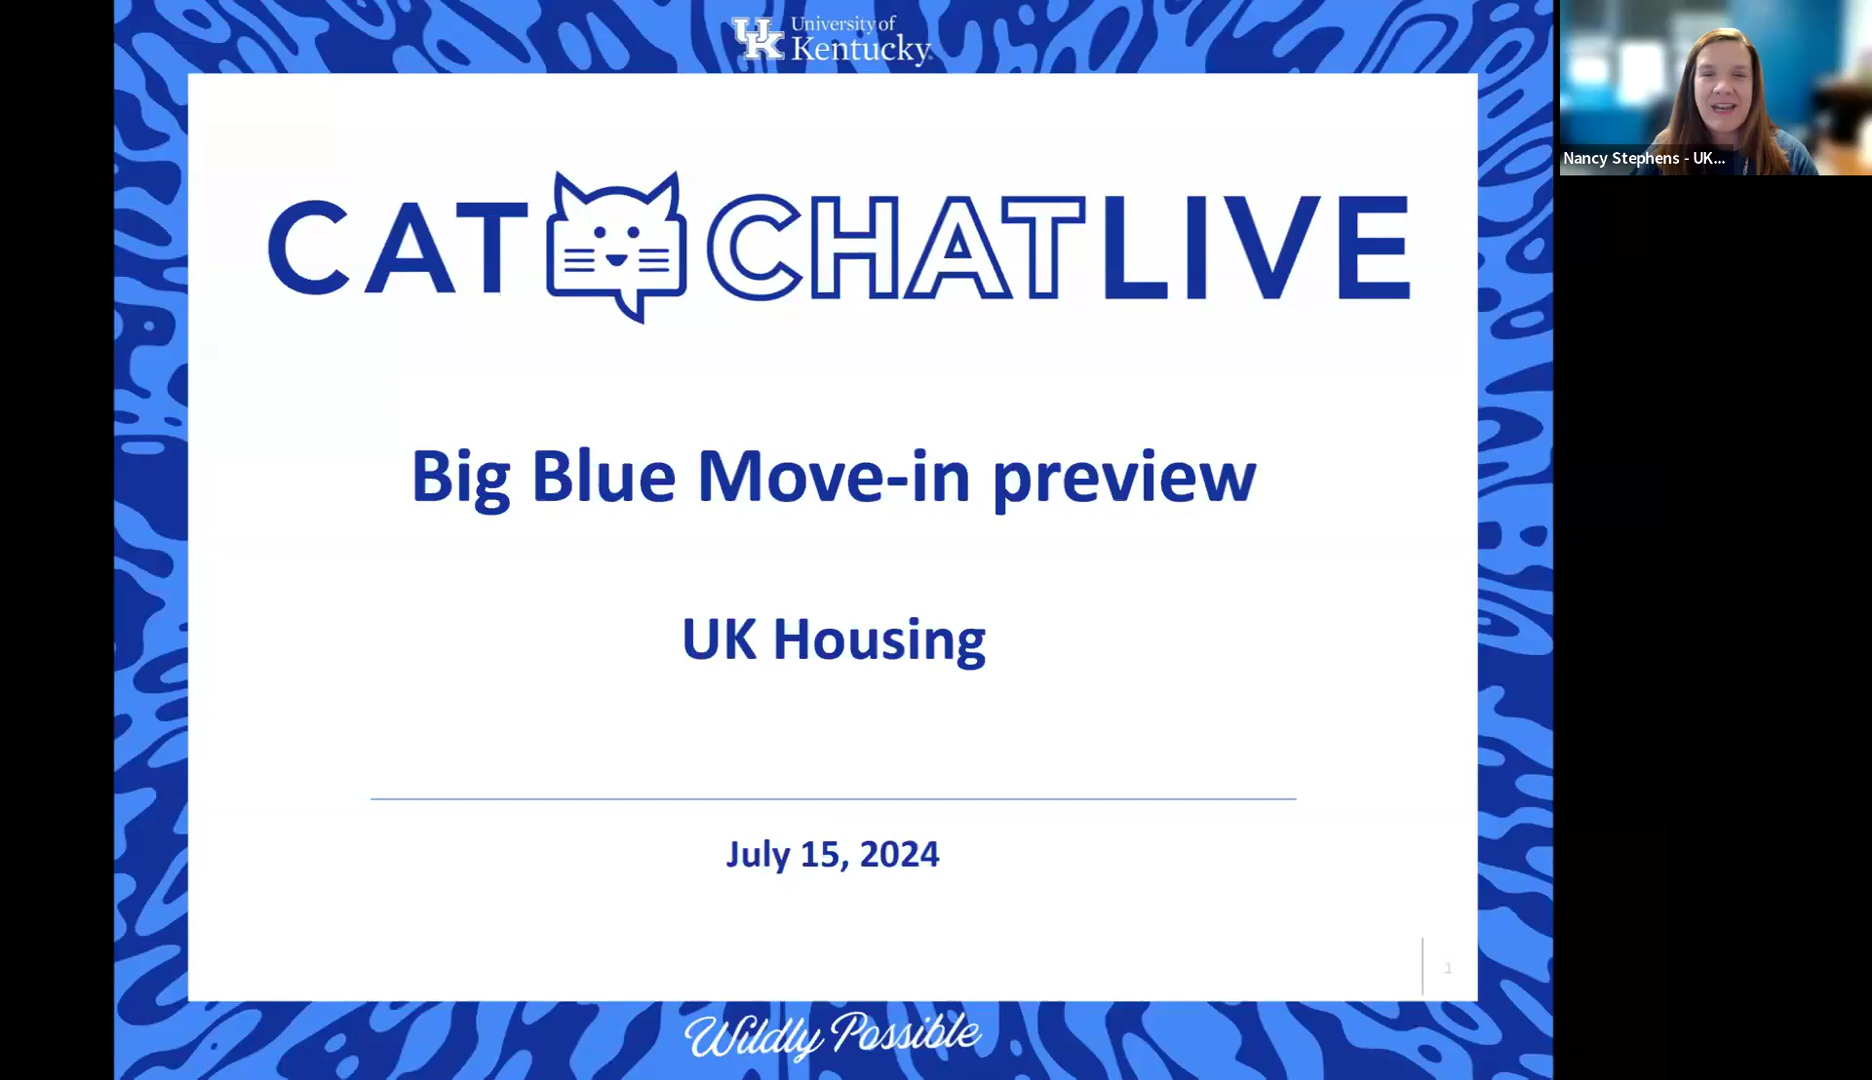 University of
Kentucky
Nancy Stephens - UK...
CAT CHAT LIVE
Big Blue Move-in preview
UK Housing
July 15, 2024
1
Wildly Possible